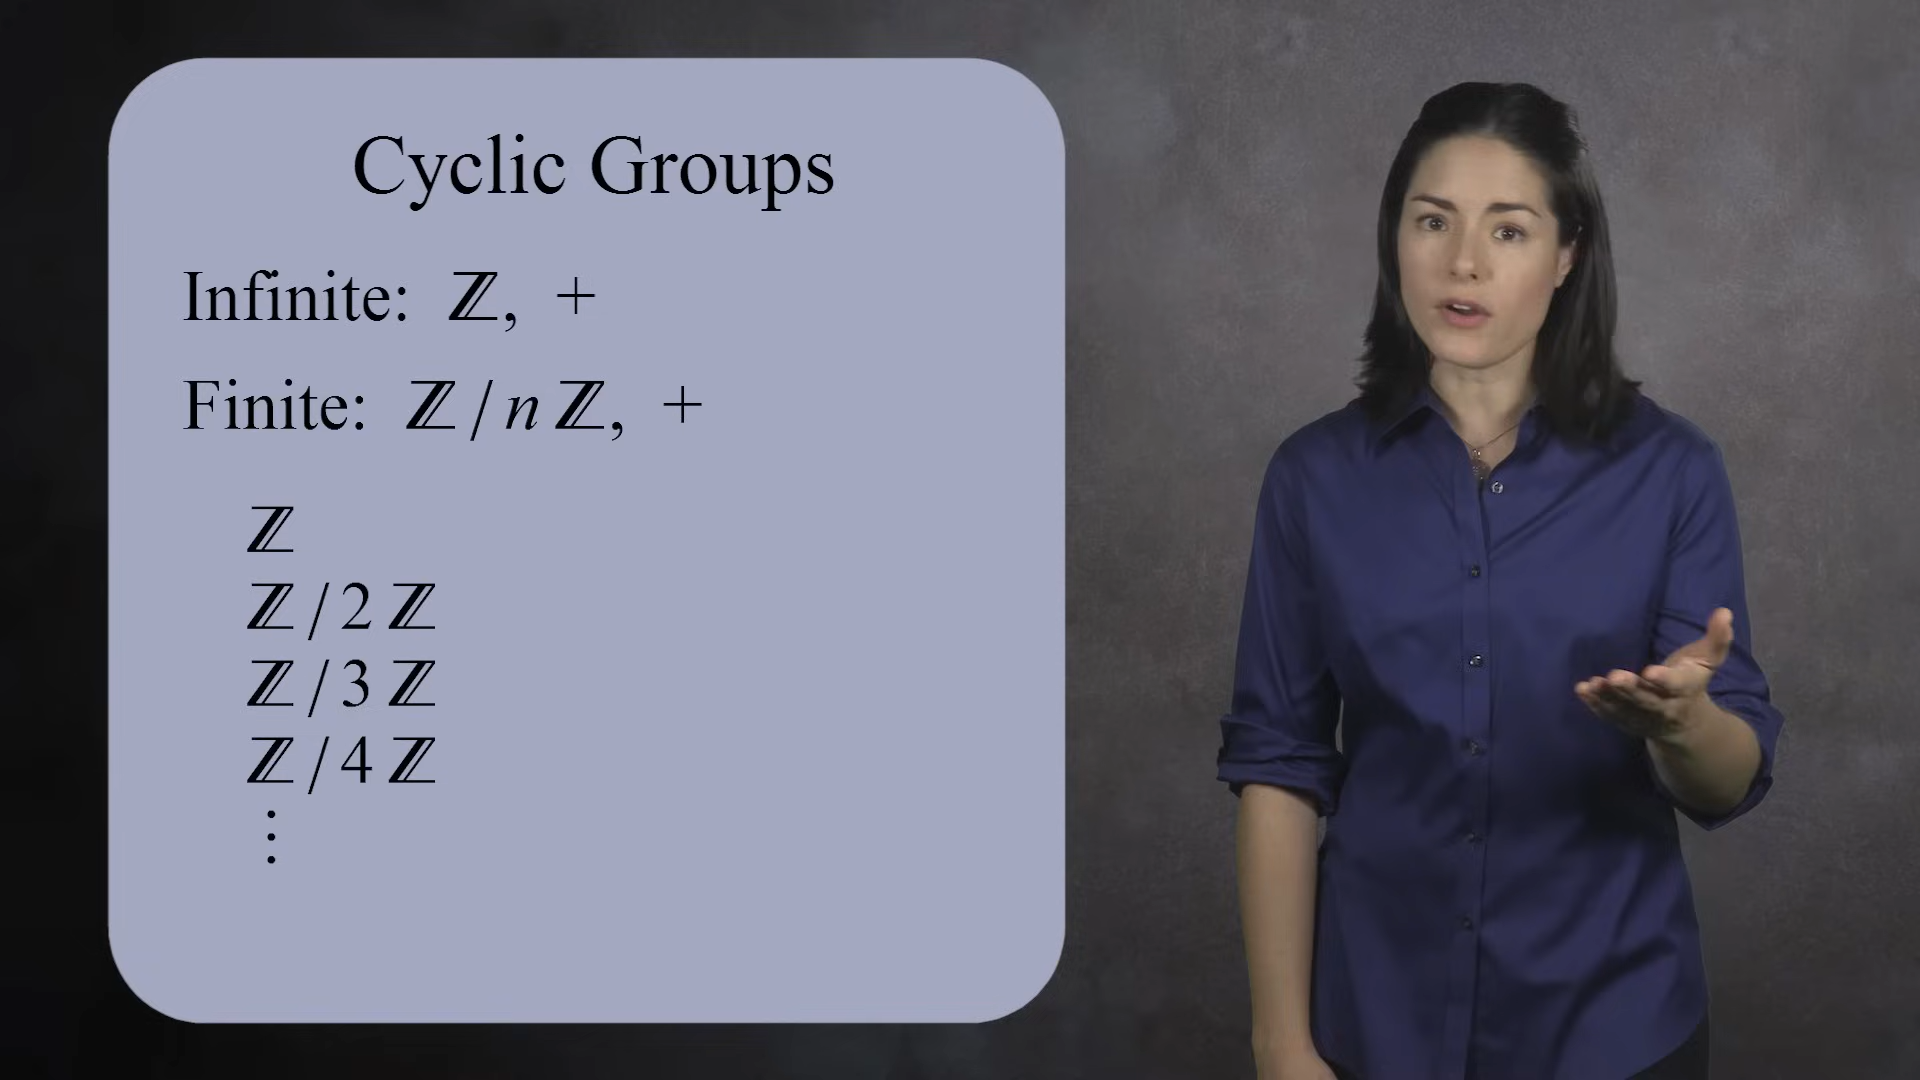 Cyclic Groups
Infinite: ℤ, +
Finite: ℤ / n ℤ, +
ℤ
ℤ / 2 ℤ
ℤ / 3 ℤ
ℤ / 4 ℤ
⋮